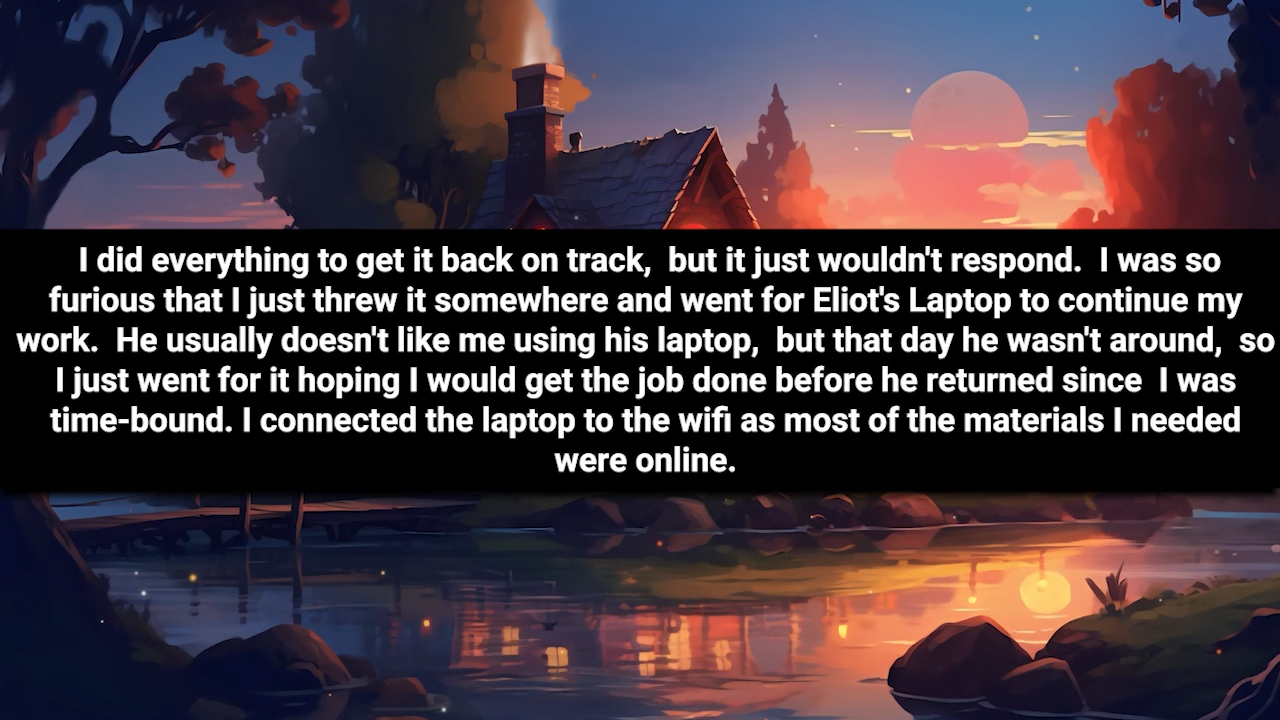 I did everything to get it back on track,  but it just wouldn't respond.  I was so
furious that I just threw it somewhere and went for Eliot's Laptop to continue my
work.  He usually doesn't like me using his laptop,  but that day he wasn't around,  so
I just went for it hoping I would get the job done before he returned since  I was
time-bound. I connected the laptop to the wifi as most of the materials I needed
were online.